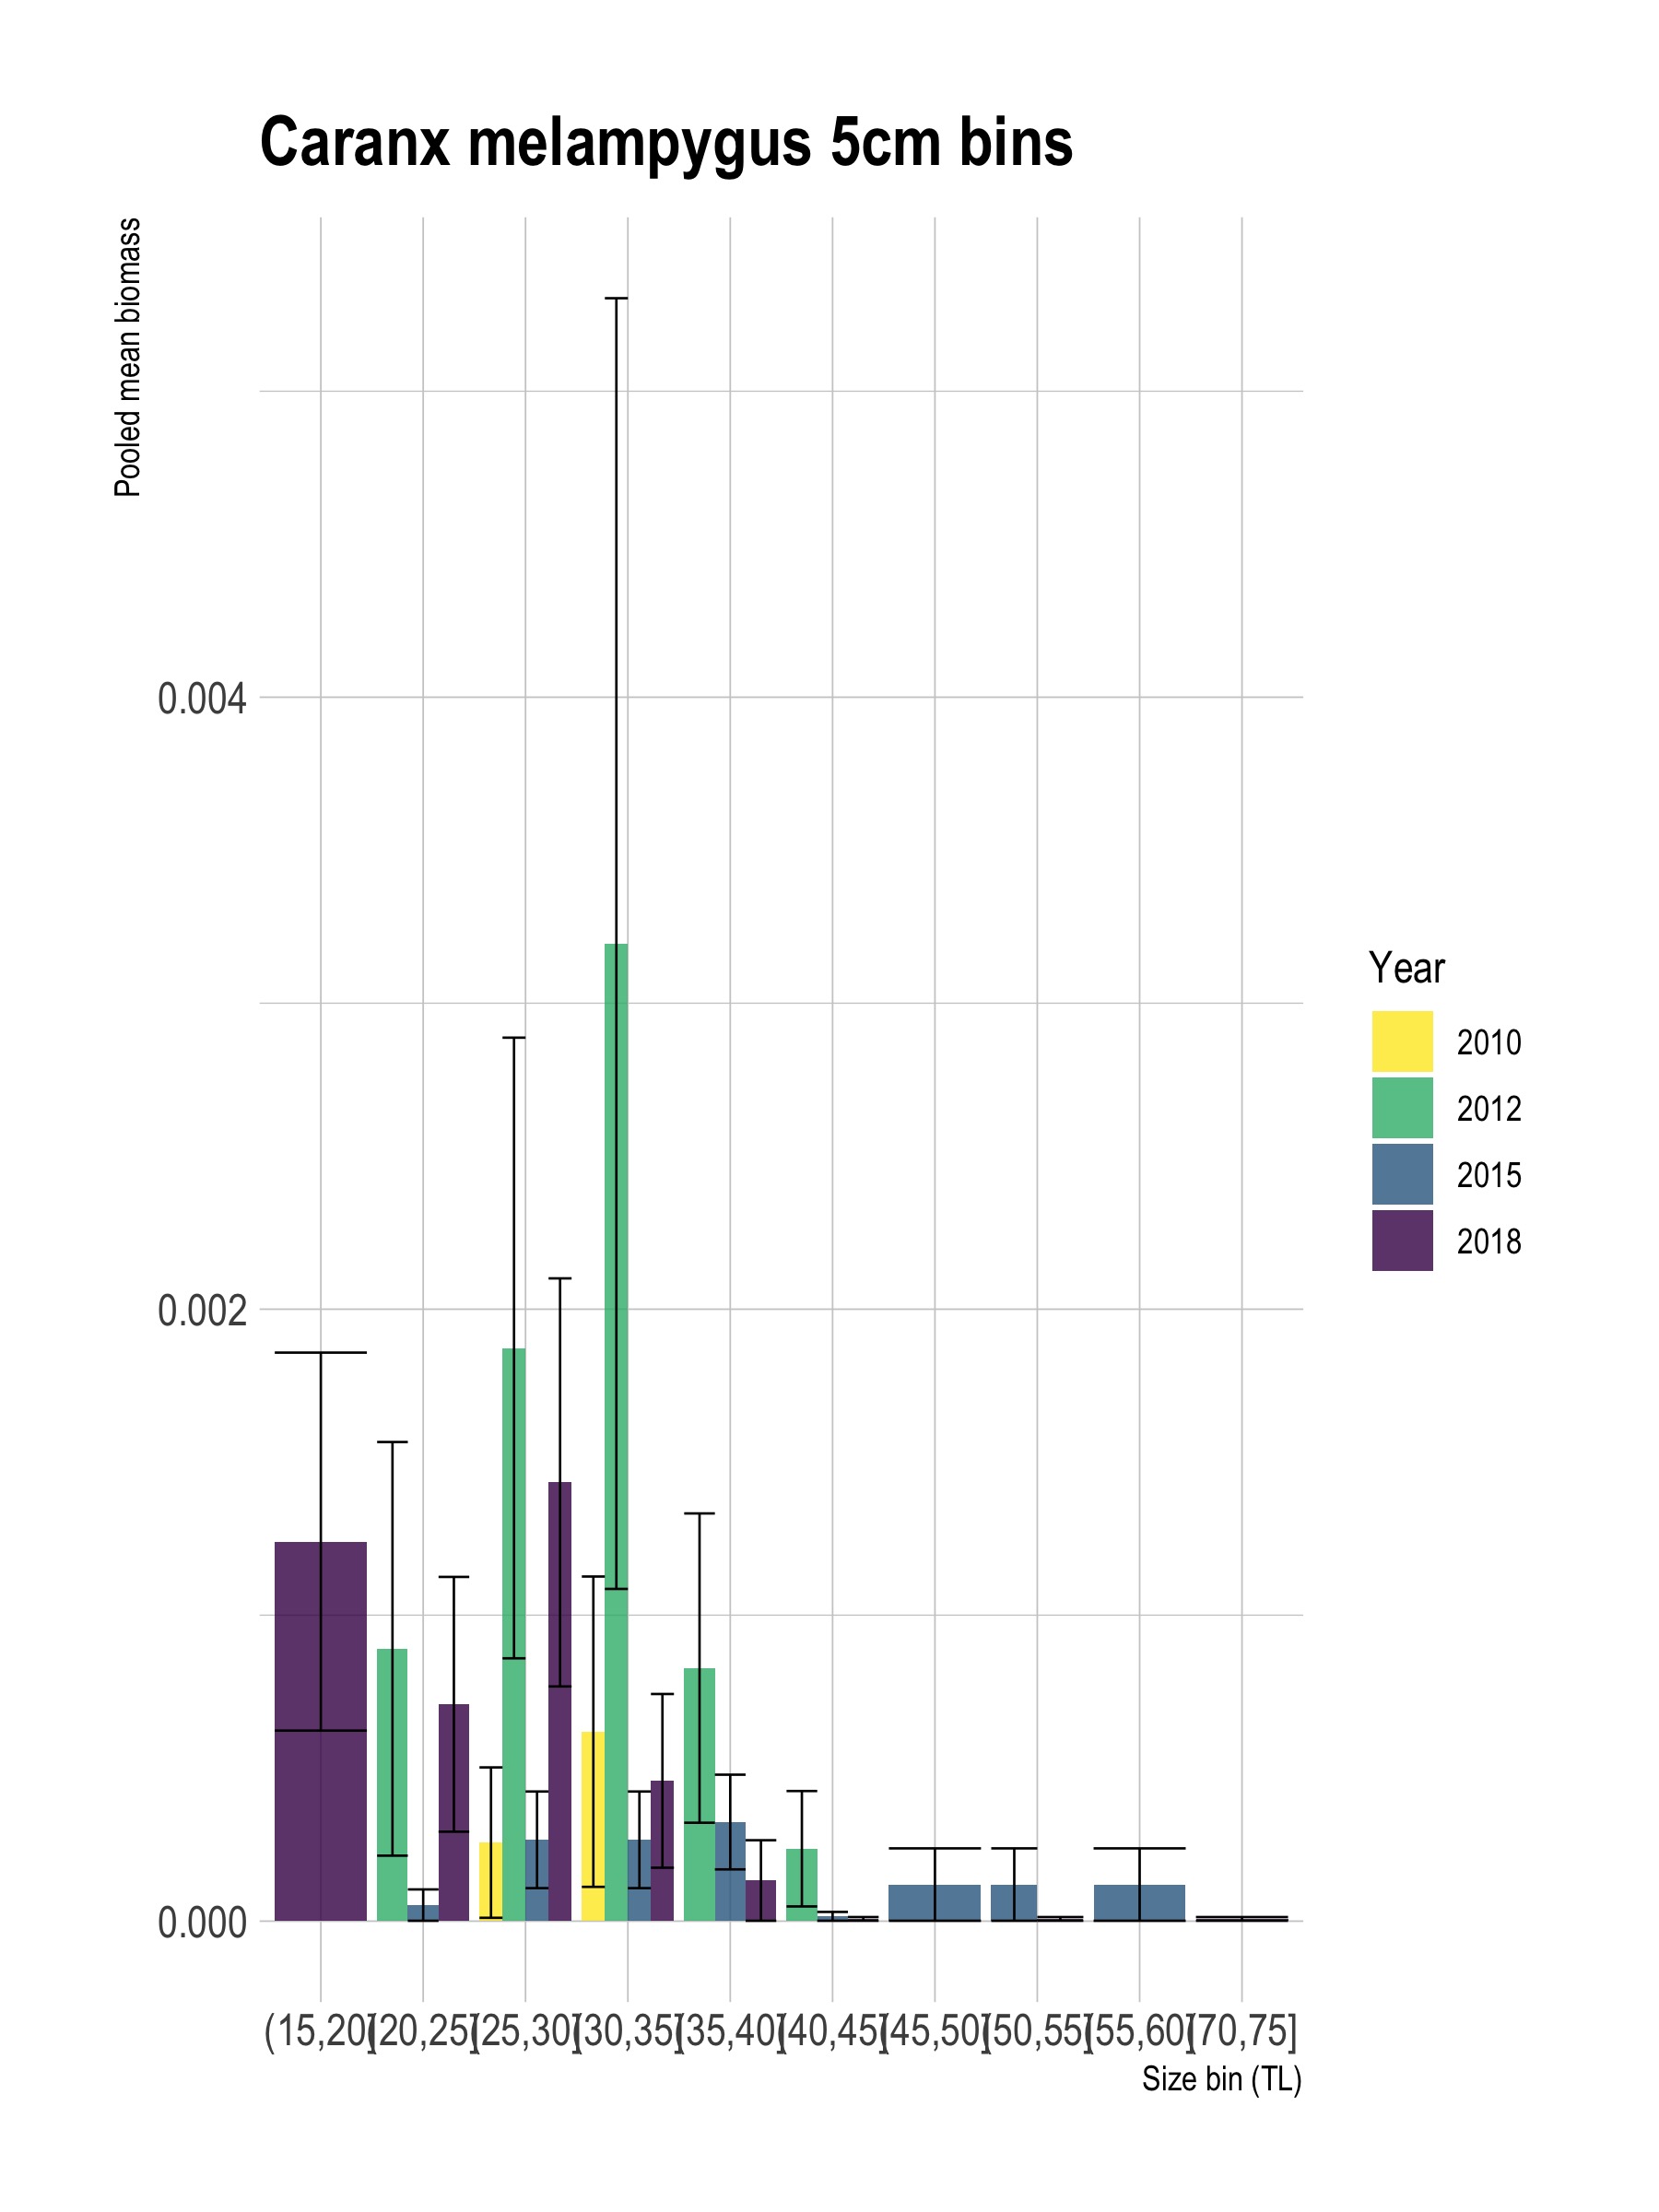 Caranx melampygus 5cm bins
Pooled mean biomass
0.004
0.002
0.000
(15,20] (20,25] (25,30] (30,35] (35,40] (40,45] (45,50] (50,55] (55,60] (70,75]
Size bin (TL)
Year
2010
2012
2015
2018